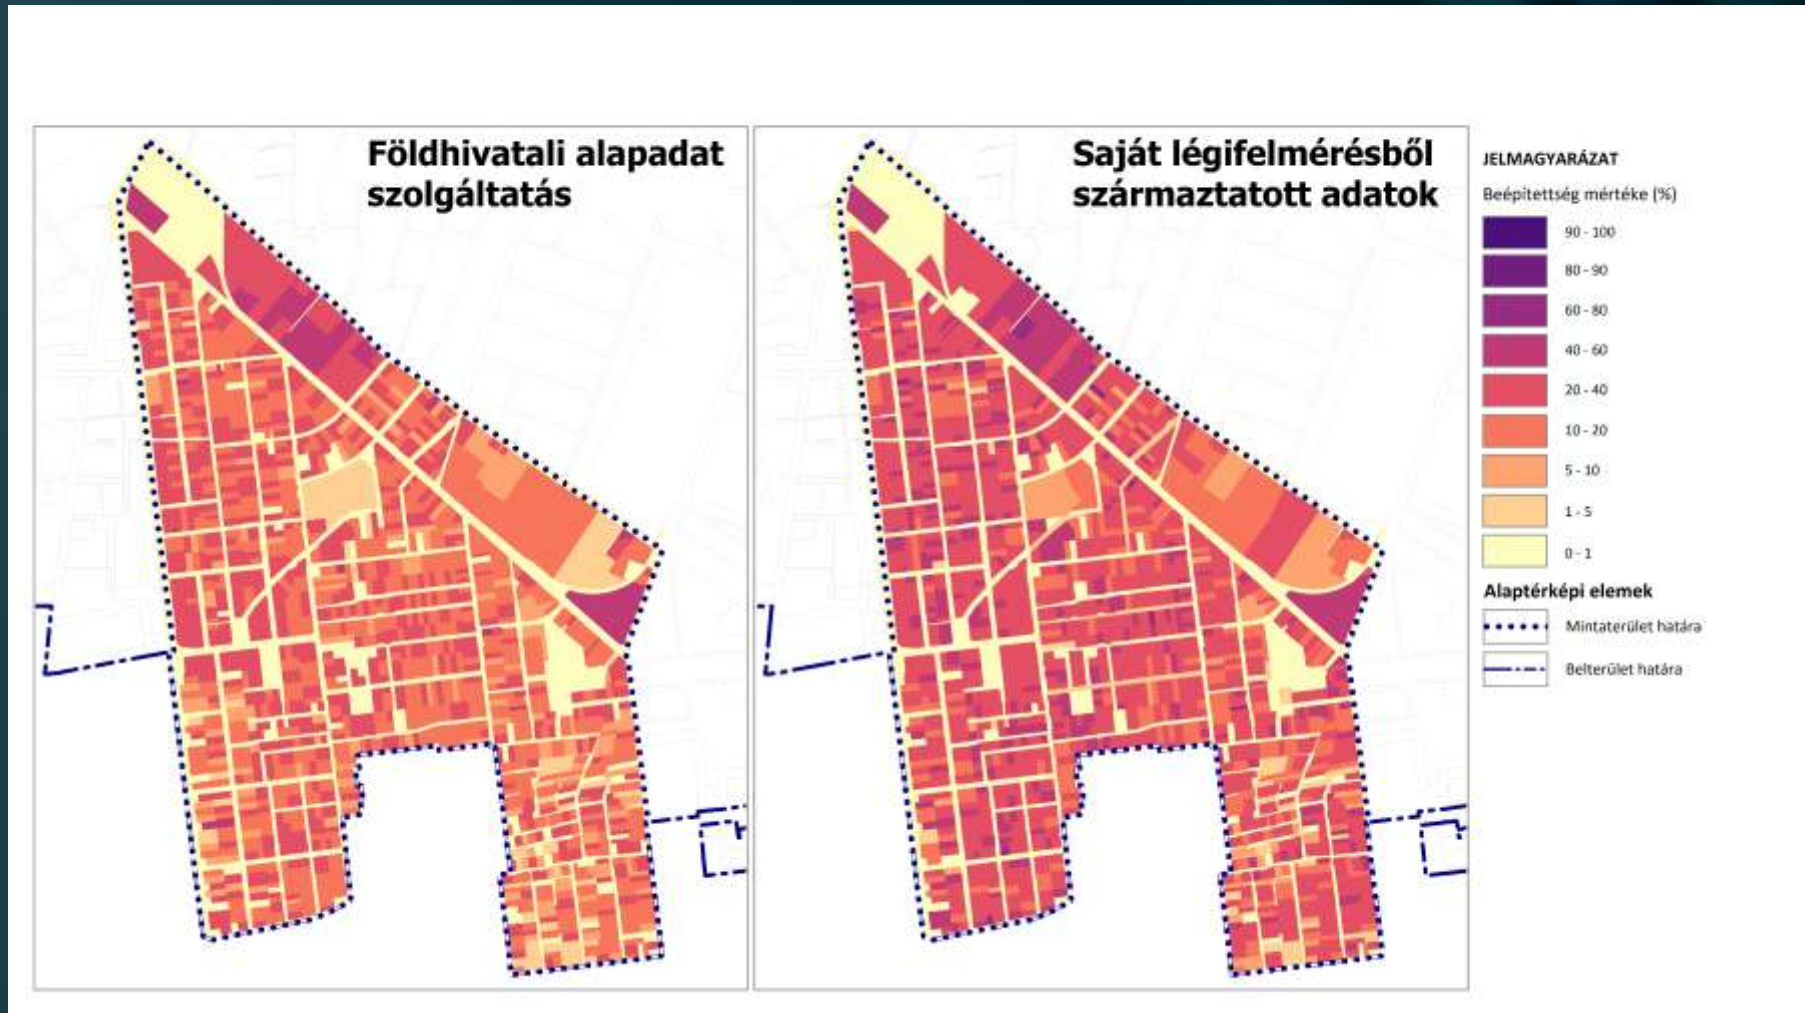 Földhivatali alapadat
szolgáltatás
Saját légifelmérésből
származtatott adatok
JELMAGYARÁZAT
Beépítettség mértéke (%)
90 - 100
80 - 90
60 - 80
40 - 60
20 - 40
10 - 20
5 - 10
1 - 5
0 - 1
Alaptérképi elemek
Mintaterület határa
Belterület határa